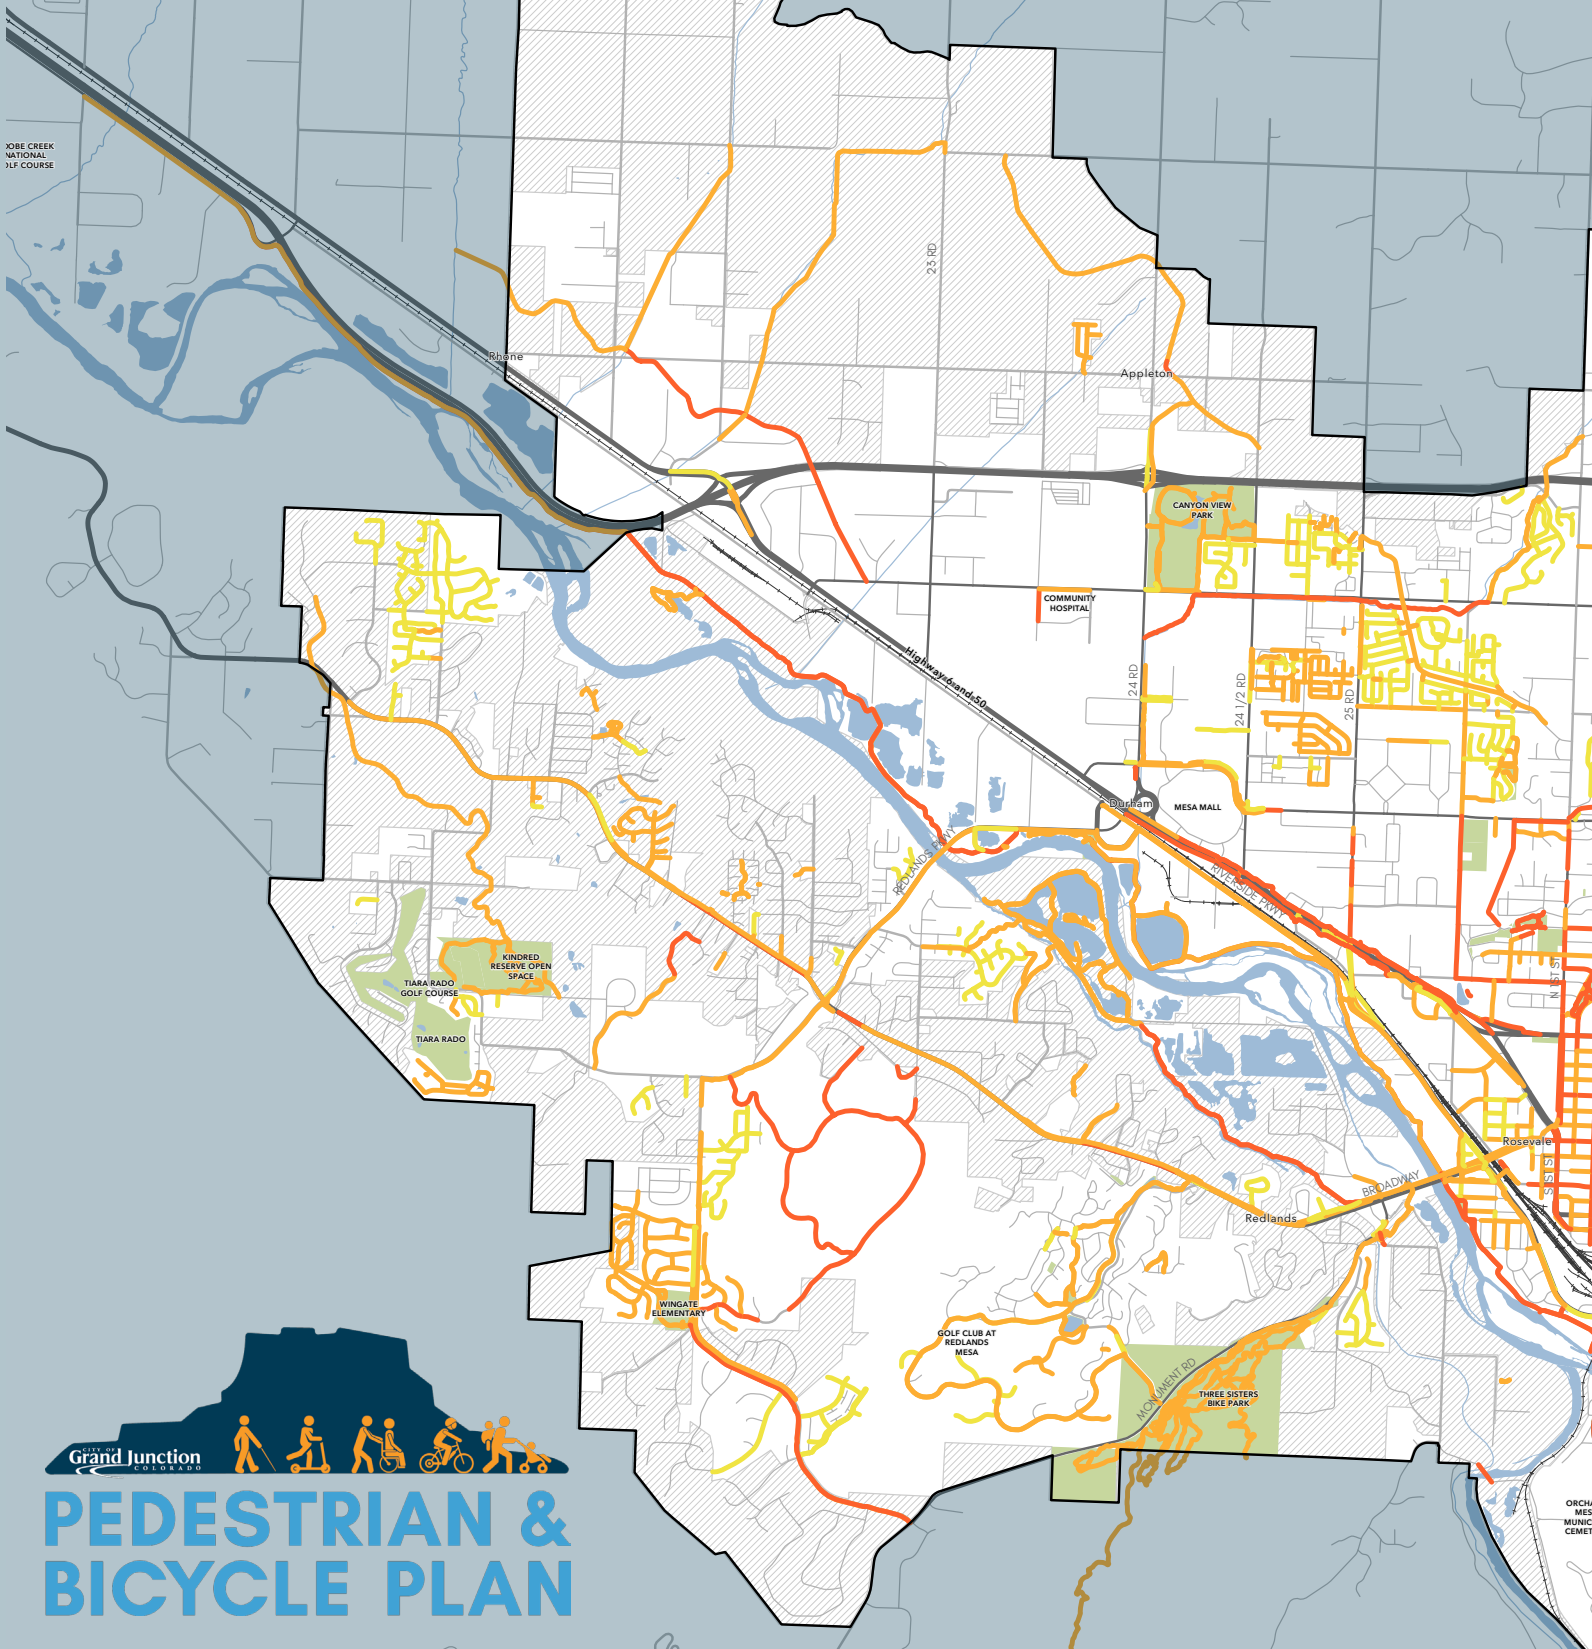 OBE CREEK
NATIONAL
OLF COURSE
23 RD
Rhone
Appleton
CANYON VIEW
PARK
COMMUNITY
HOSPITAL
Highway 6 and 50
24 RD
24 1/2 RD
25 RD
Durham
MESA MALL
REDLANDS PKWY
RIVERSIDE PKWY
KINDRED
RESERVE OPEN
SPACE
TIARA RADO
GOLF COURSE
TIARA RADO
N 1ST ST
Rosevale
S 1ST ST
BROADWAY
Redlands
WINGATE
ELEMENTARY
GOLF CLUB AT
REDLANDS
MESA
MONUMENT RD
THREE SISTERS
BIKE PARK
CITY OF
Grand Junction
COLORADO
PEDESTRIAN &
BICYCLE PLAN
ORCHA
MES
MUNIC
CEMET